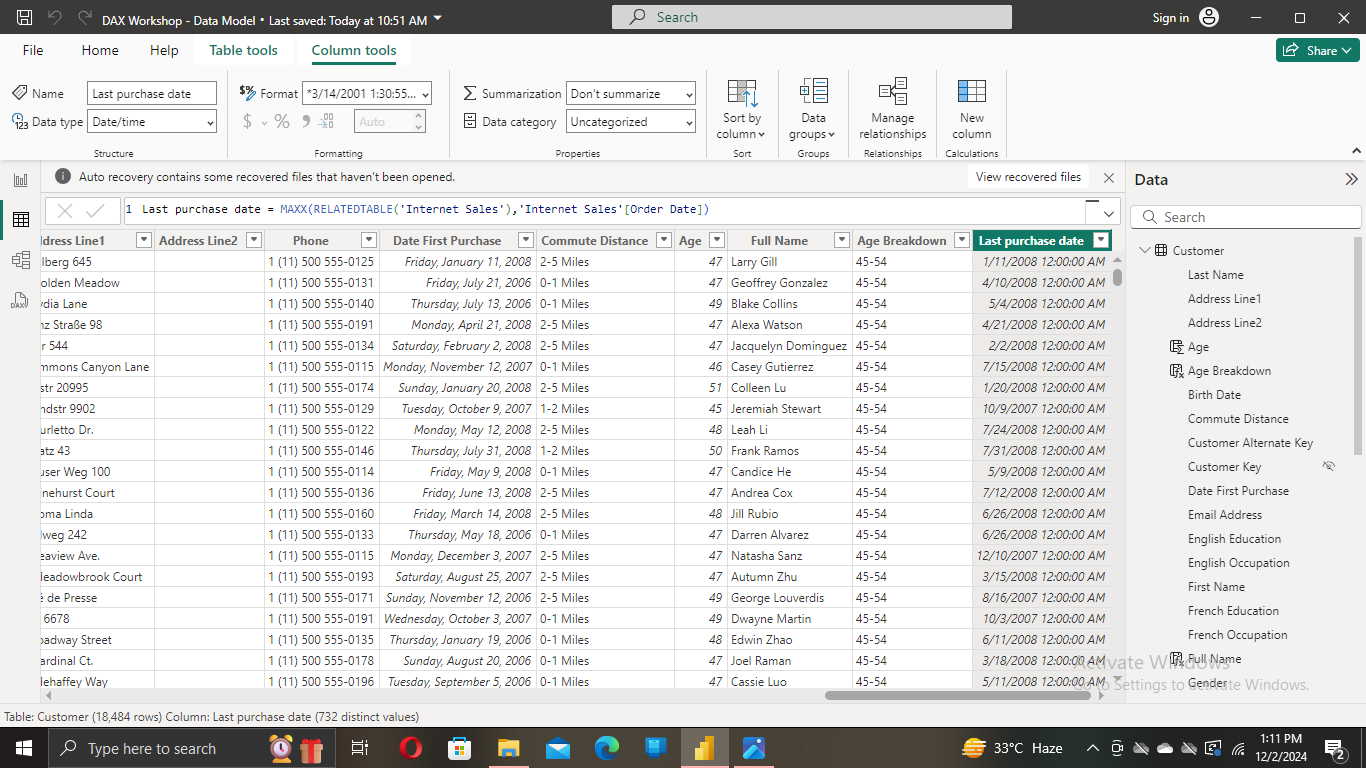 DAX Workshop - Data Model • Last saved: Today at 10:51 AM
Search
Sign in
File Home Help Table tools Column tools
Share
Name Last purchase date
Data type Date/time
Structure
Format *3/14/2001 1:30:55...
$ % 9 .00 Auto
Formatting
Summarization Don't summarize
Data category Uncategorized
Properties
Sort by column
Sort
Data groups
Groups
Manage relationships
Relationships
New column
Calculations
Auto recovery contains some recovered files that haven't been opened.
View recovered files
1 Last purchase date = MAXX(RELATEDTABLE('Internet Sales'),'Internet Sales'[Order Date])
ldress Line1 Address Line2 Phone Date First Purchase Commute Distance Age Full Name Age Breakdown Last purchase date
lberg 645 1 (11) 500 555-0125 Friday, January 11, 2008 2-5 Miles 47 Larry Gill 45-54 1/11/2008 12:00:00 AM
olden Meadow 1 (11) 500 555-0131 Friday, July 21, 2006 0-1 Miles 47 Geoffrey Gonzalez 45-54 4/10/2008 12:00:00 AM
ydia Lane 1 (11) 500 555-0140 Thursday, July 13, 2006 0-1 Miles 49 Blake Collins 45-54 5/4/2008 12:00:00 AM
nz Straße 98 1 (11) 500 555-0191 Monday, April 21, 2008 2-5 Miles 47 Alexa Watson 45-54 4/21/2008 12:00:00 AM
r 544 1 (11) 500 555-0134 Saturday, February 2, 2008 2-5 Miles 47 Jacquelyn Dominguez 45-54 2/2/2008 12:00:00 AM
mmons Canyon Lane 1 (11) 500 555-0115 Monday, November 12, 2007 0-1 Miles 46 Casey Gutierrez 45-54 7/15/2008 12:00:00 AM
str 20995 1 (11) 500 555-0174 Sunday, January 20, 2008 2-5 Miles 51 Colleen Lu 45-54 1/20/2008 12:00:00 AM
ndstr 9902 1 (11) 500 555-0129 Tuesday, October 9, 2007 1-2 Miles 45 Jeremiah Stewart 45-54 10/9/2007 12:00:00 AM
urletto Dr. 1 (11) 500 555-0122 Monday, May 12, 2008 2-5 Miles 48 Leah Li 45-54 7/24/2008 12:00:00 AM
atz 43 1 (11) 500 555-0146 Thursday, July 31, 2008 1-2 Miles 50 Frank Ramos 45-54 7/31/2008 12:00:00 AM
user Weg 100 1 (11) 500 555-0114 Friday, May 9, 2008 0-1 Miles 47 Candice He 45-54 5/9/2008 12:00:00 AM
nehurst Court 1 (11) 500 555-0136 Friday, June 13, 2008 2-5 Miles 47 Andrea Cox 45-54 7/12/2008 12:00:00 AM
oma Linda 1 (11) 500 555-0160 Friday, March 14, 2008 2-5 Miles 48 Jill Rubio 45-54 6/26/2008 12:00:00 AM
lweg 242 1 (11) 500 555-0133 Thursday, May 18, 2006 0-1 Miles 47 Darren Alvarez 45-54 6/26/2008 12:00:00 AM
eaview Ave. 1 (11) 500 555-0115 Monday, December 3, 2007 2-5 Miles 47 Natasha Sanz 45-54 12/10/2007 12:00:00 AM
leadowbrook Court 1 (11) 500 555-0193 Saturday, August 25, 2007 2-5 Miles 47 Autumn Zhu 45-54 3/15/2008 12:00:00 AM
é de Presse 1 (11) 500 555-0171 Sunday, November 12, 2006 2-5 Miles 49 George Louverdis 45-54 8/16/2007 12:00:00 AM
6678 1 (11) 500 555-0191 Wednesday, October 3, 2007 0-1 Miles 49 Dwayne Martin 45-54 10/3/2007 12:00:00 AM
oadway Street 1 (11) 500 555-0135 Thursday, January 19, 2006 0-1 Miles 48 Edwin Zhao 45-54 6/11/2008 12:00:00 AM
ardinal Ct. 1 (11) 500 555-0178 Sunday, August 20, 2006 0-1 Miles 47 Joel Raman 45-54 3/18/2008 12:00:00 AM
lehaffey Way 1 (11) 500 555-0196 Tuesday, September 5, 2006 0-1 Miles 47 Cassie Luo 45-54 5/11/2008 12:00:00 AM
Data
Search
Customer
Last Name
Address Line1
Address Line2
Age
Age Breakdown
Birth Date
Commute Distance
Customer Alternate Key
Customer Key
Date First Purchase
Email Address
English Education
English Occupation
First Name
French Education
French Occupation
Full Name
Gender
Activate Windows
Go to Settings to activate Windows.
Table: Customer (18,484 rows) Column: Last purchase date (732 distinct values)
Type here to search
33°C Haze
1:11 PM
12/2/2024
2